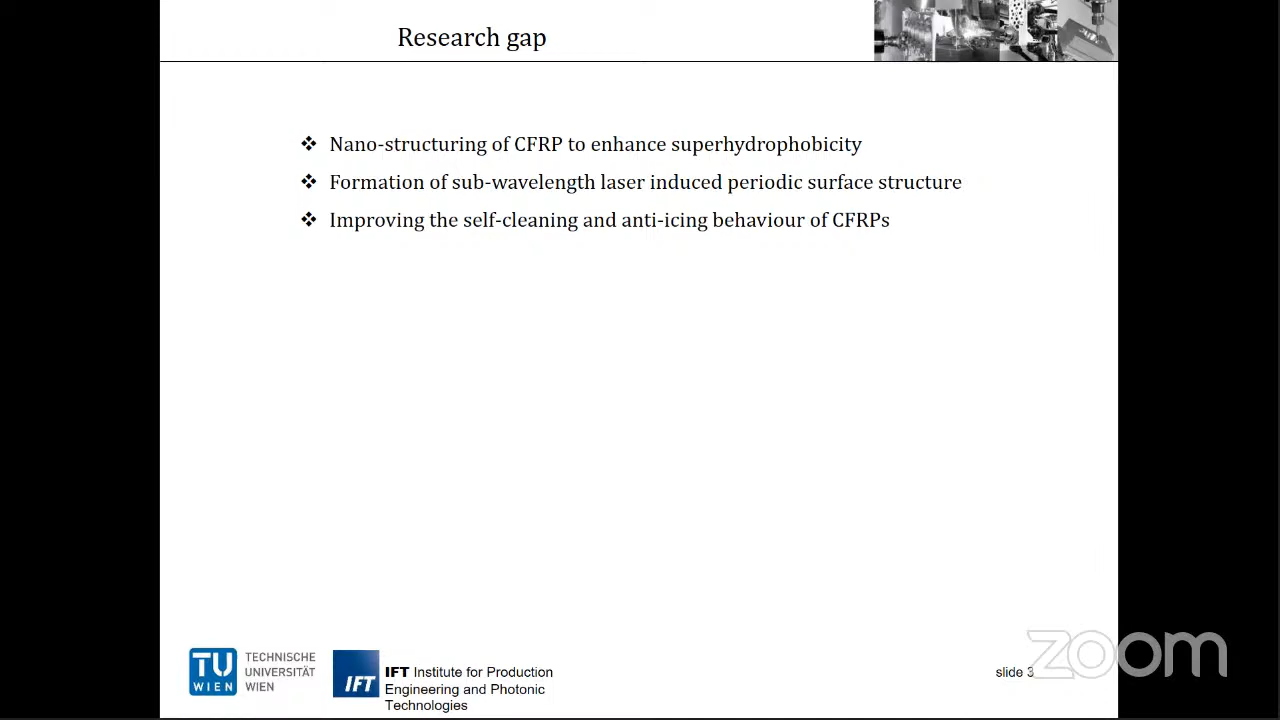 Research gap
❖ Nano-structuring of CFRP to enhance superhydrophobicity
❖ Formation of sub-wavelength laser induced periodic surface structure
❖ Improving the self-cleaning and anti-icing behaviour of CFRPs
TU
WIEN
TECHNISCHE
UNIVERSITÄT
WIEN
IFT
IFT Institute for Production
Engineering and Photonic
Technologies
slide 3
zoom